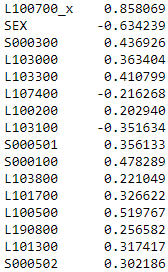 L100700_x    0.858069
SEX         -0.634239
S000300      0.436926
L103000      0.363404
L103300      0.410799
L107400     -0.216268
L100200      0.202940
L103100     -0.351634
S000501      0.356133
S000100      0.478289
L103800      0.221049
L101700      0.326622
L100500      0.519767
L190800      0.256582
L101300      0.317417
S000502      0.302186